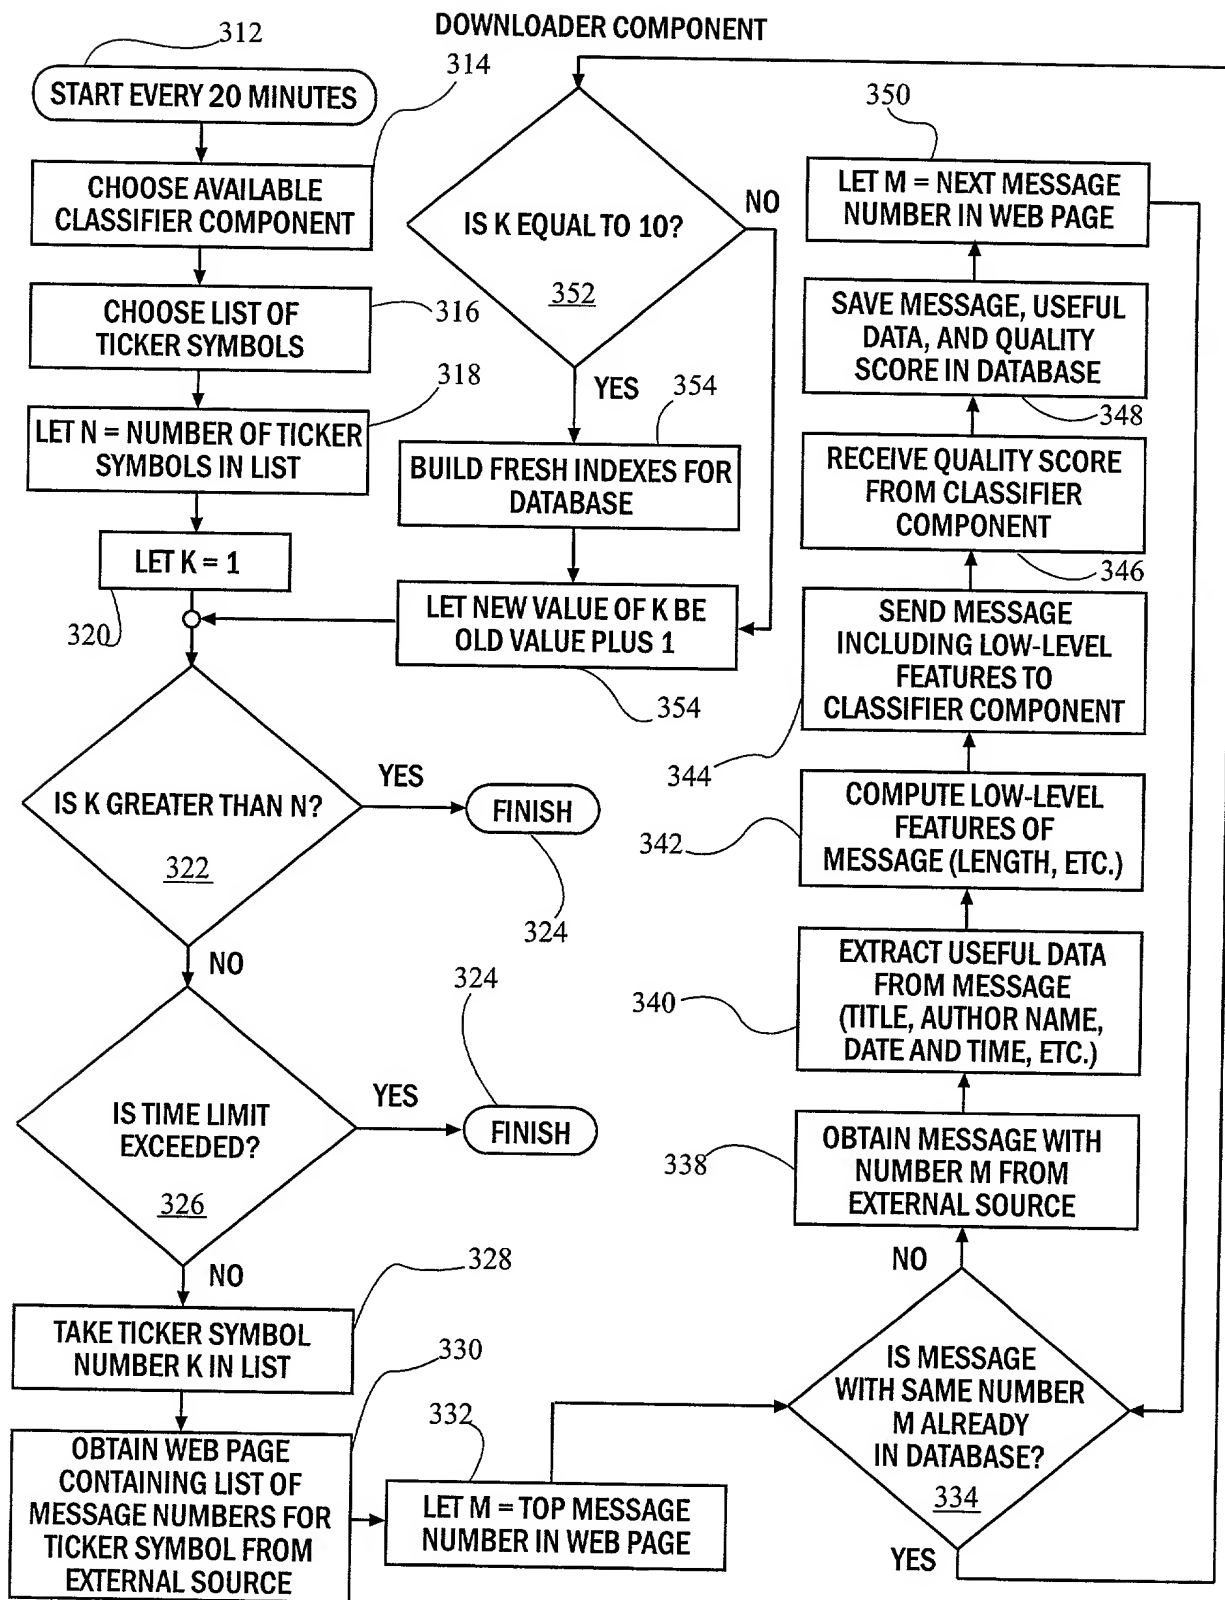 DOWNLOADER COMPONENT
312
START EVERY 20 MINUTES
314
CHOOSE AVAILABLE
CLASSIFIER COMPONENT
316
CHOOSE LIST OF
TICKER SYMBOLS
318
LET N = NUMBER OF TICKER
SYMBOLS IN LIST
LET K = 1
320
IS K GREATER THAN N?
322
YES
FINISH
324
NO
IS TIME LIMIT
EXCEEDED?
326
YES
324
FINISH
NO
328
TAKE TICKER SYMBOL
NUMBER K IN LIST
330
OBTAIN WEB PAGE
CONTAINING LIST OF
MESSAGE NUMBERS FOR
TICKER SYMBOL FROM
EXTERNAL SOURCE
332
LET M = TOP MESSAGE
NUMBER IN WEB PAGE
IS MESSAGE
WITH SAME NUMBER
M ALREADY
IN DATABASE?
334
YES
NO
338
OBTAIN MESSAGE WITH
NUMBER M FROM
EXTERNAL SOURCE
340
EXTRACT USEFUL DATA
FROM MESSAGE
(TITLE, AUTHOR NAME,
DATE AND TIME, ETC.)
342
COMPUTE LOW-LEVEL
FEATURES OF
MESSAGE (LENGTH, ETC.)
344
SEND MESSAGE
INCLUDING LOW-LEVEL
FEATURES TO
CLASSIFIER COMPONENT
346
RECEIVE QUALITY SCORE
FROM CLASSIFIER
COMPONENT
348
SAVE MESSAGE, USEFUL
DATA, AND QUALITY
SCORE IN DATABASE
350
LET M = NEXT MESSAGE
NUMBER IN WEB PAGE
IS K EQUAL TO 10?
352
NO
YES
354
BUILD FRESH INDEXES FOR
DATABASE
LET NEW VALUE OF K BE
OLD VALUE PLUS 1
354